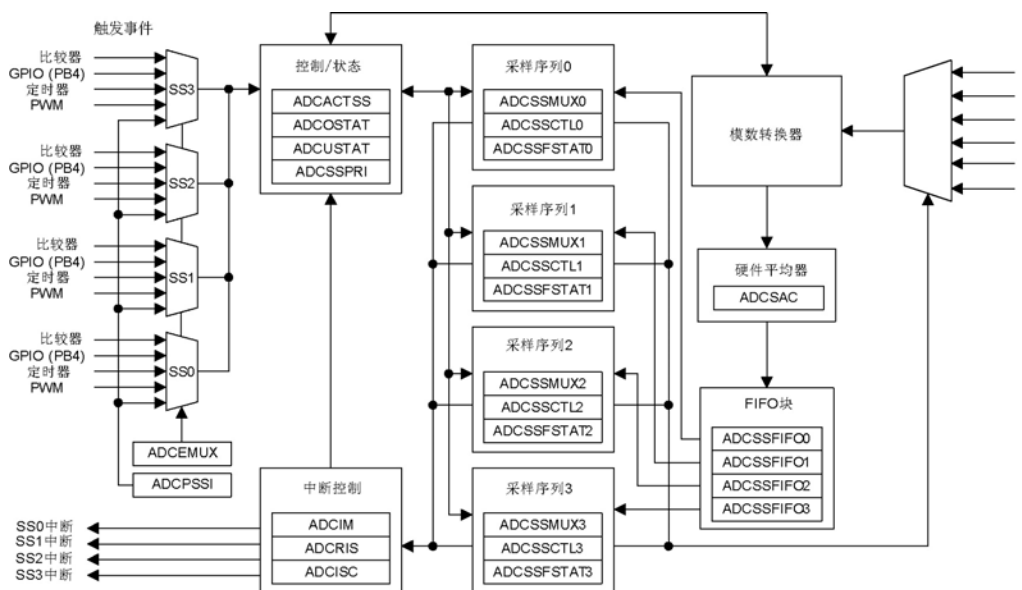 触发事件
比较器
GPIO (PB4)
定时器
PWM
SS3
比较器
GPIO (PB4)
定时器
PWM
SS2
比较器
GPIO (PB4)
定时器
PWM
SS1
比较器
GPIO (PB4)
定时器
PWM
SS0
ADCEMUX
ADCPSSI
控制/状态
ADCACTSS
ADCOSTAT
ADCUSTAT
ADCSSPRI
中断控制
ADCIM
ADCRIS
ADCISC
SS0中断
SS1中断
SS2中断
SS3中断
采样序列0
ADCSSMUX0
ADCSSCTL0
ADCSSFSTAT0
采样序列1
ADCSSMUX1
ADCSSCTL1
ADCSSFSTAT1
采样序列2
ADCSSMUX2
ADCSSCTL2
ADCSSFSTAT2
采样序列3
ADCSSMUX3
ADCSSCTL3
ADCSSFSTAT3
模数转换器
硬件平均器
ADCSAC
FIFO块
ADCSSFIFO0
ADCSSFIFO1
ADCSSFIFO2
ADCSSFIFO3